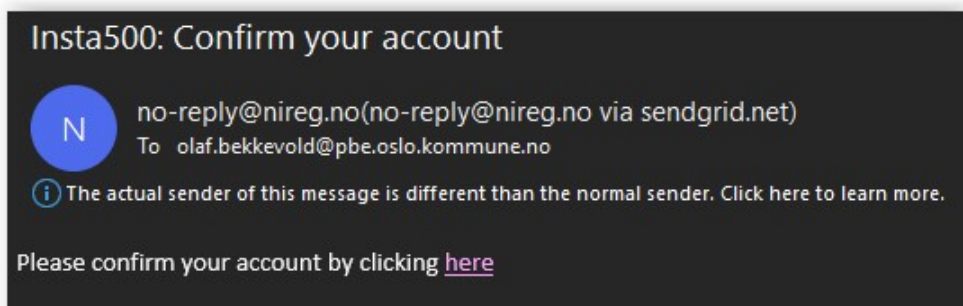 Insta500: Confirm your account
N
no-reply@nireg.no(no-reply@nireg.no via sendgrid.net)
To olaf.bekkevold@pbe.oslo.kommune.no
i The actual sender of this message is different than the normal sender. Click here to learn more.
Please confirm your account by clicking here